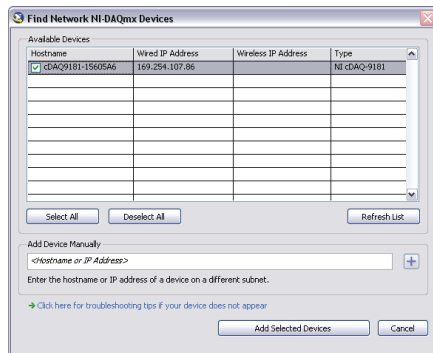 Find Network NI-DAQmx Devices
Available Devices
Hostname Wired IP Address Wireless IP Address Type
cDAQ9181-15605A6 169.254.107.86 NI cDAQ-9181
Select All Deselect All Refresh List
Add Device Manually
<Hostname or IP Address>
Enter the hostname or IP address of a device on a different subnet.
Click here for troubleshooting tips if your device does not appear
Add Selected Devices Cancel